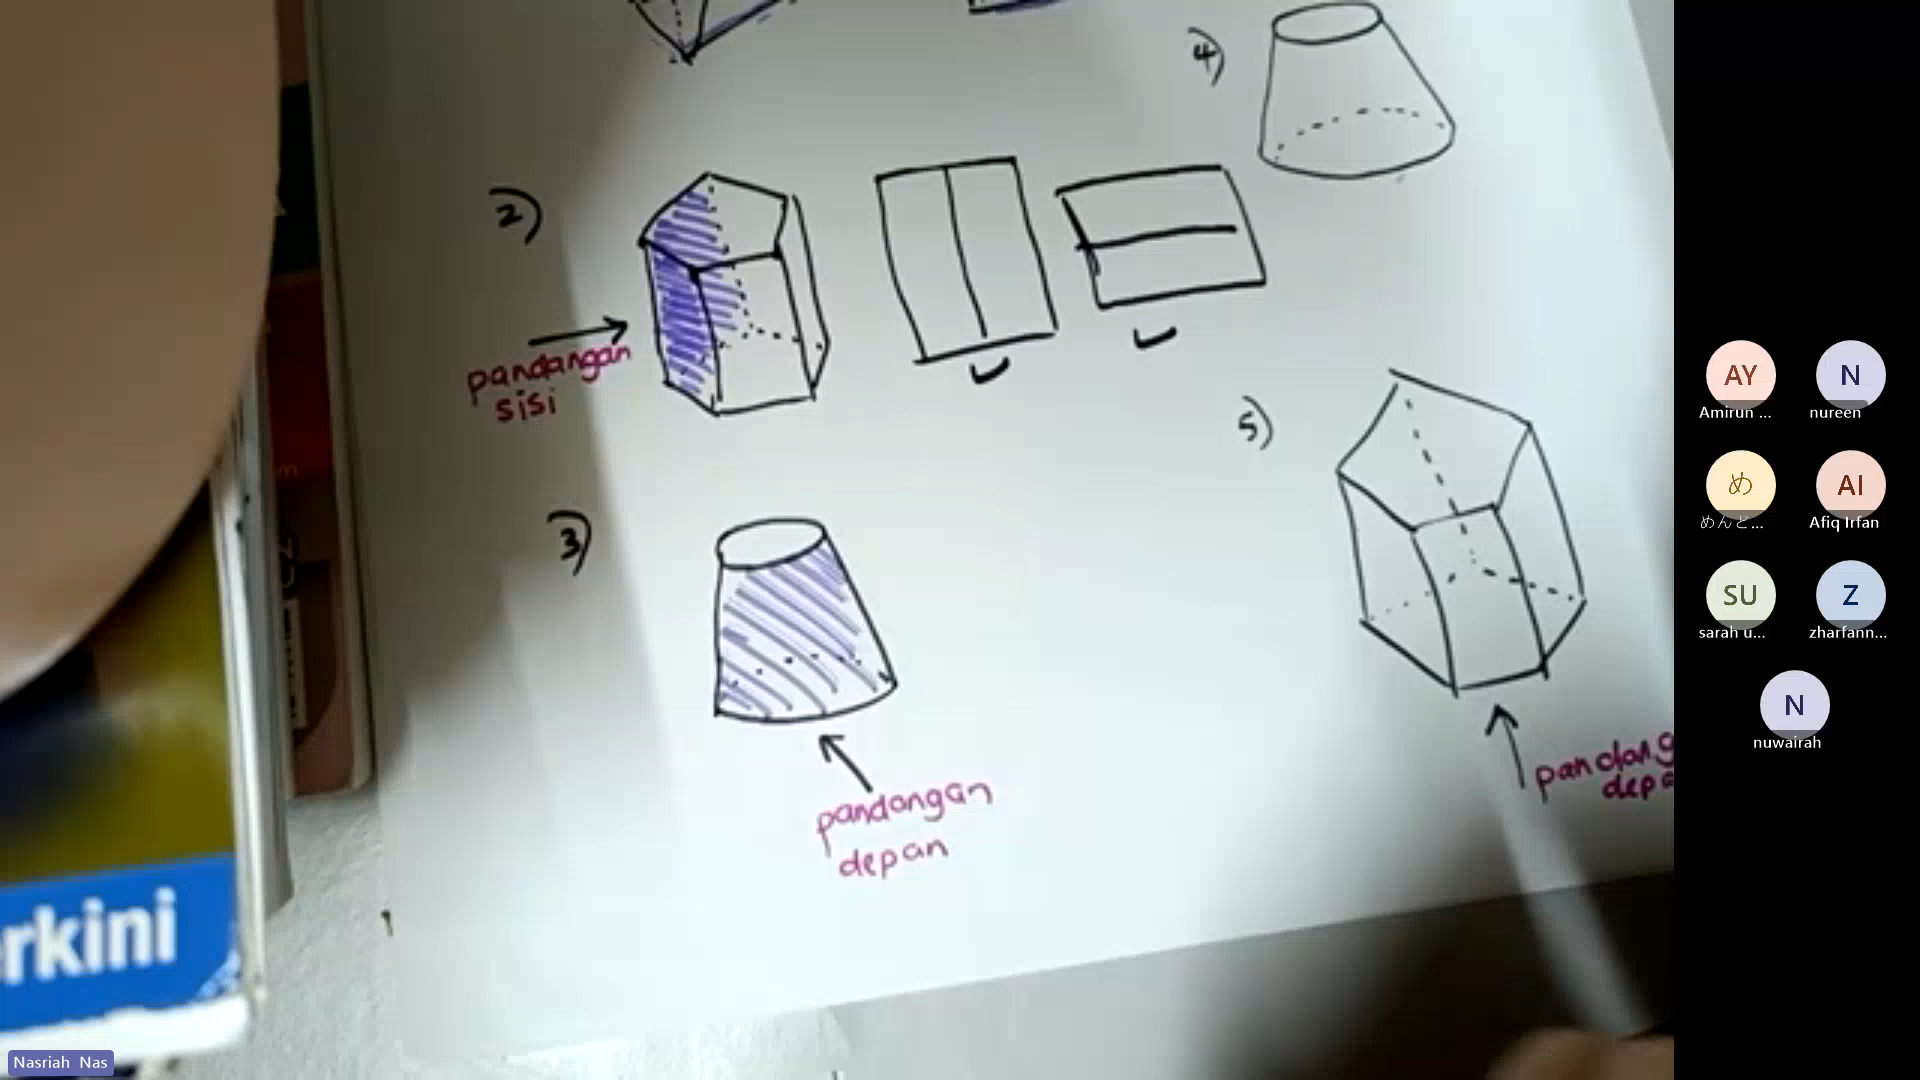 4)
2)
pandangan
sisi
5)
3)
pandang
depa
pandangan
depan
rkini
AY
Amirun ...
N
nureen
め
めんど...
AI
Afiq Irfan
SU
sarah u...
Z
zharfann...
N
nuwairah
Nasriah Nas